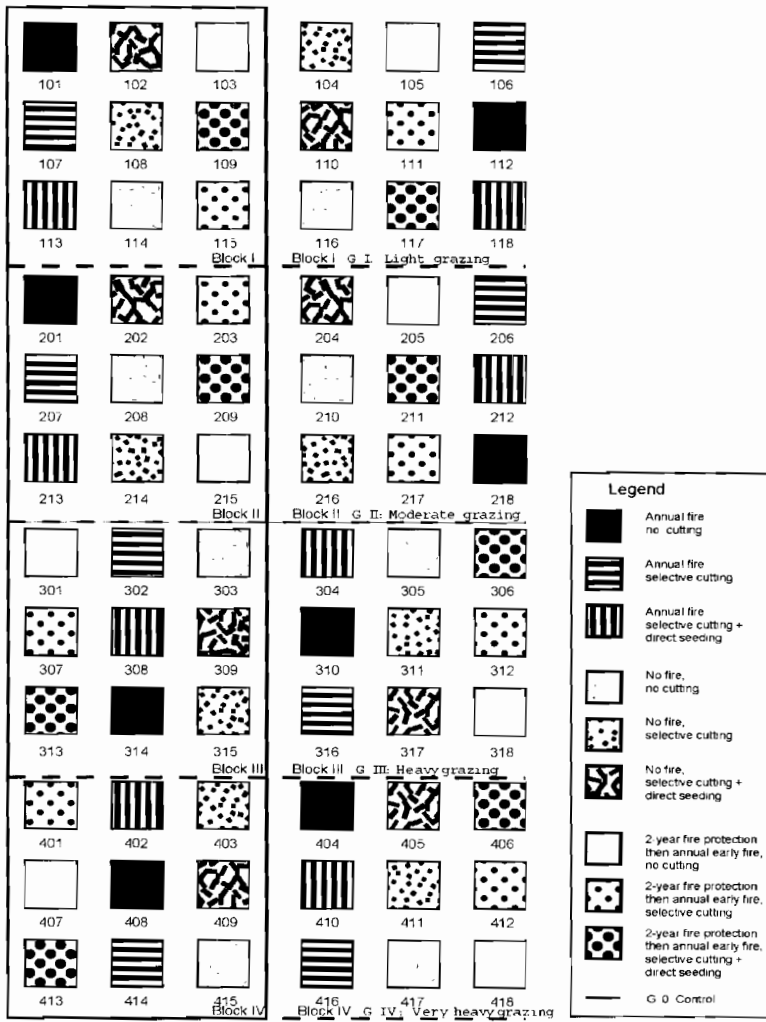 101 102 103 104 105 106
107 108 109 110 111 112
113 114 115 116 117 118
Block I Block I G I. Light grazing
201 202 203 204 205 206
207 208 209 210 211 212
213 214 215 216 217 218
Block II Block II G II: Moderate grazing
301 302 303 304 305 306
307 308 309 310 311 312
313 314 315 316 317 318
Block III Block III G III: Heavy grazing
401 402 403 404 405 406
407 408 409 410 411 412
413 414 415 416 417 418
Block IV Block IV G IV: Very heavy grazing
Legend
Annual fire
no cutting
Annual fire
selective cutting
Annual fire
selective cutting +
direct seeding
No fire,
no cutting
No fire,
selective cutting
No fire,
selective cutting +
direct seeding
2-year fire protection
then annual early fire,
no cutting
2-year fire protection
then annual early fire,
selective cutting
2-year fire protection
then annual early fire,
selective cutting +
direct seeding
G 0 Control